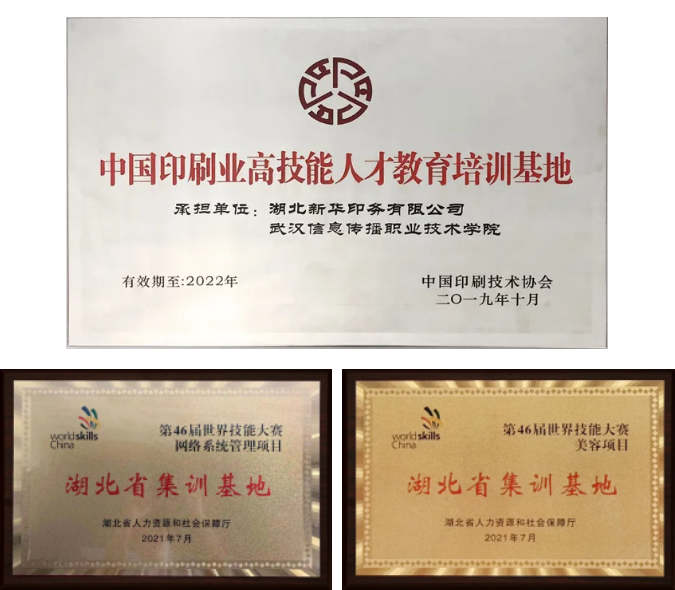 中国印刷业高技能人才教育培训基地
承担单位：湖北新华印务有限公司
武汉信息传播职业技术学院
有效期至:2022年
中国印刷技术协会
二〇一九年十月
worldskills
China
第46届世界技能大赛
网络系统管理项目
湖北省集训基地
湖北省人力资源和社会保障厅
2021年7月
worldskills
China
第46届世界技能大赛
美容项目
湖北省集训基地
湖北省人力资源和社会保障厅
2021年7月